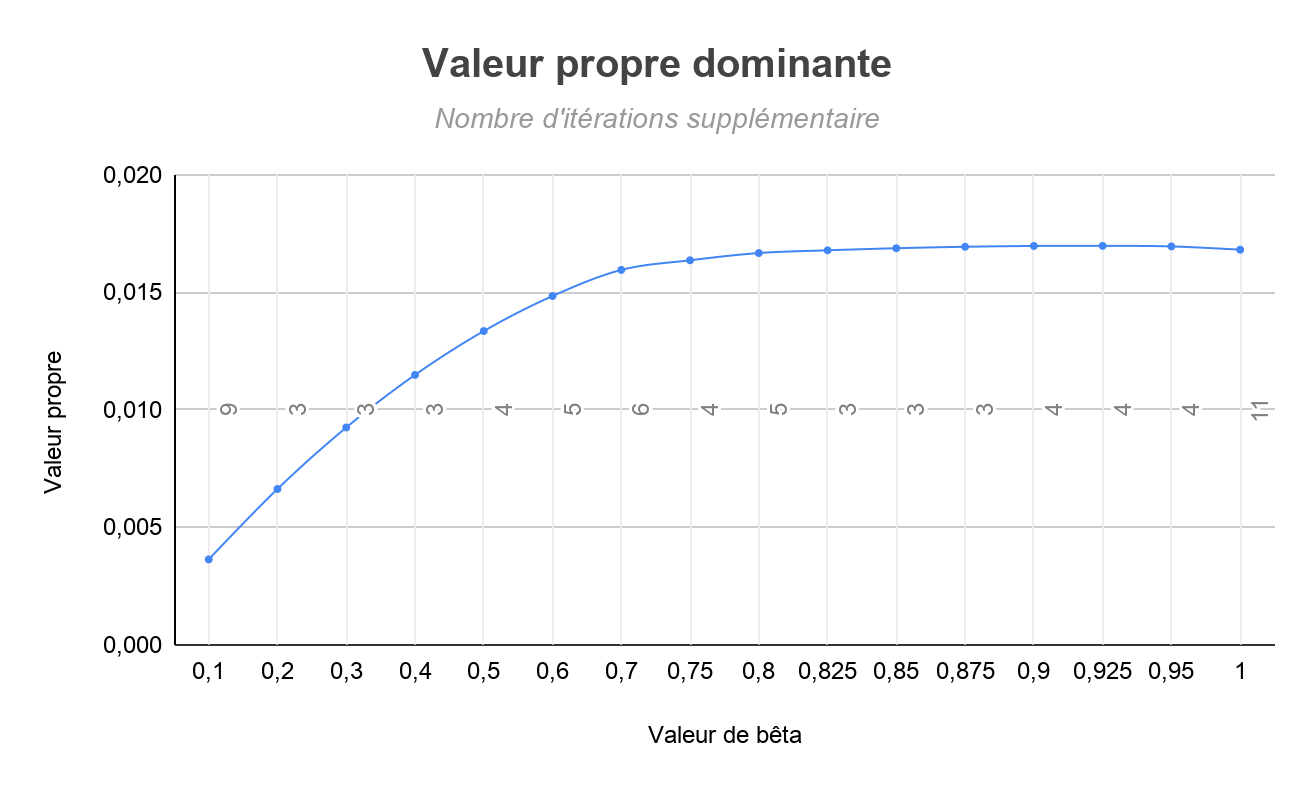 Valeur propre dominante
Nombre d'itérations supplémentaire
0,020
0,015
0,010
0,005
0,000
Valeur propre
9 3 3 3 4 5 6 4 5 3 3 3 4 4 4 11
0,1 0,2 0,3 0,4 0,5 0,6 0,7 0,75 0,8 0,825 0,85 0,875 0,9 0,925 0,95 1
Valeur de bêta